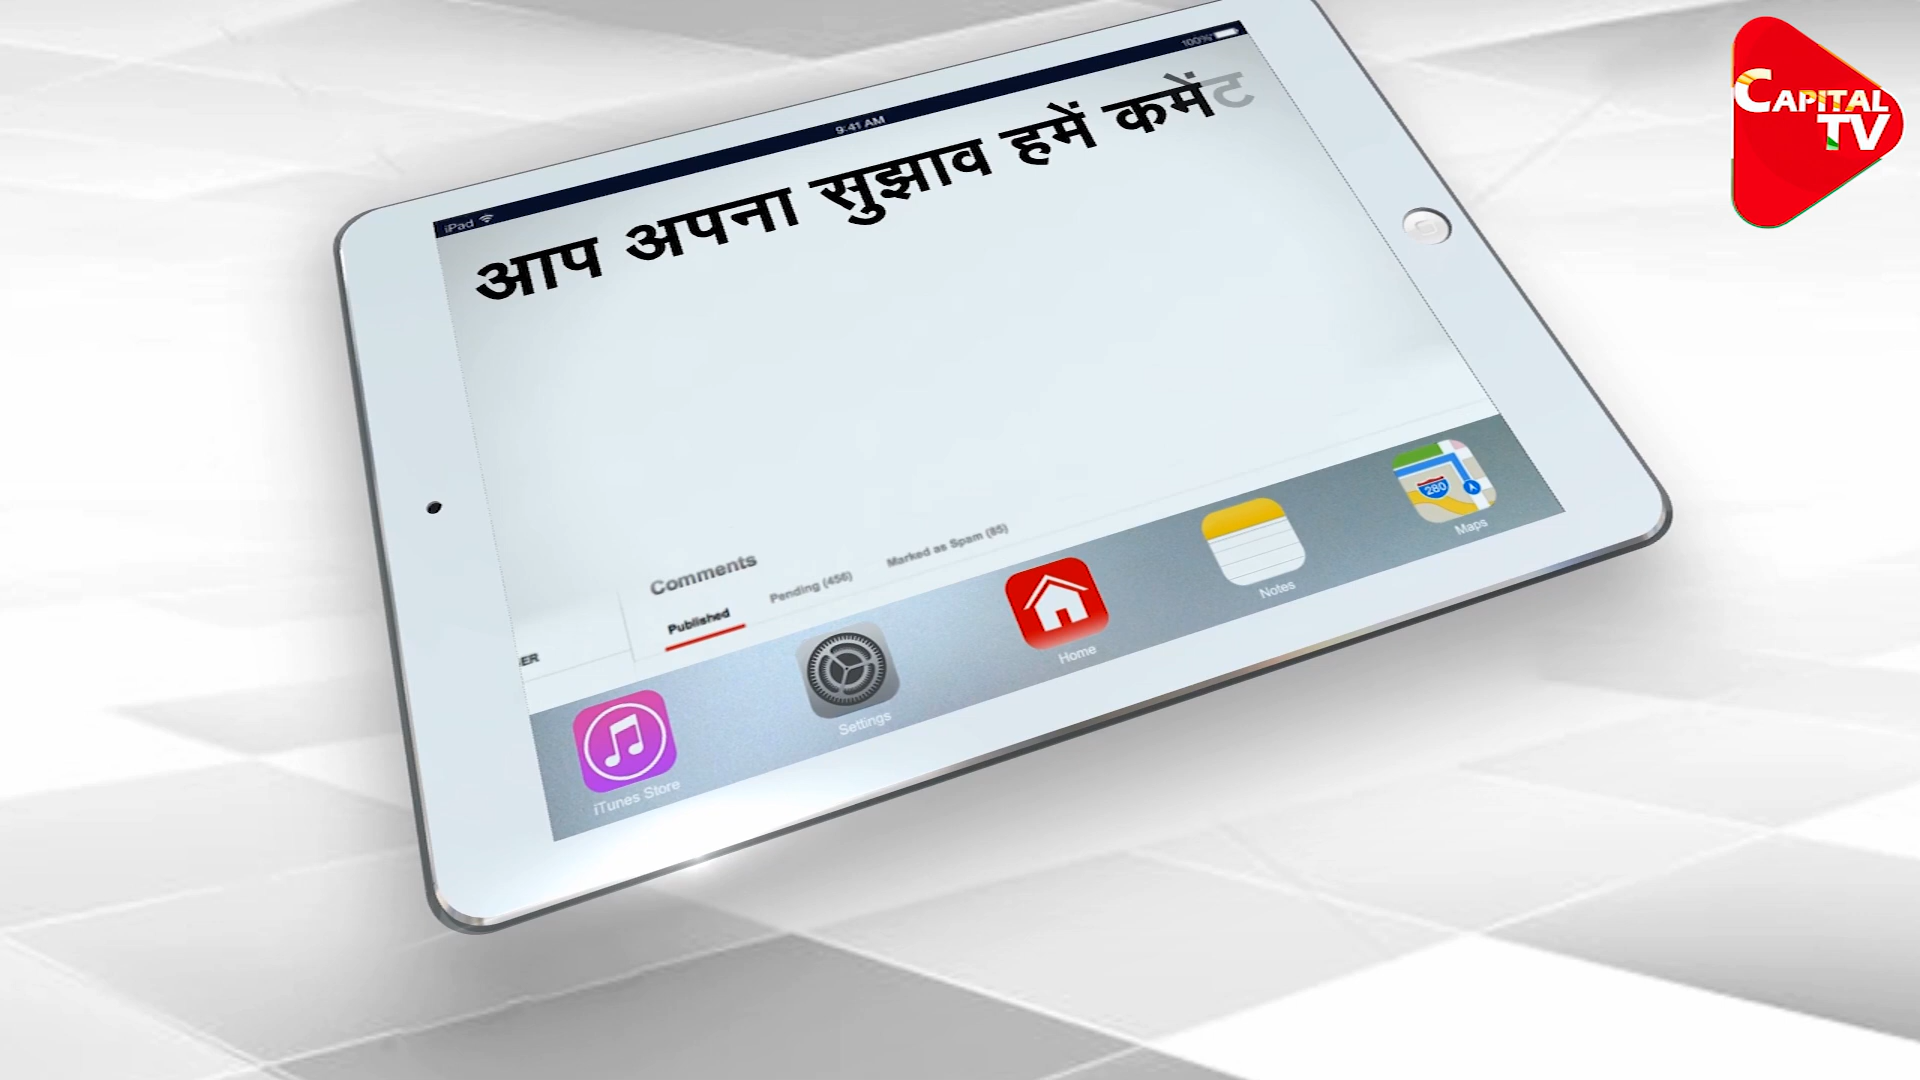 CAPITAL
TV
iPad
9:41 AM
100%
आप अपना सुझाव हमें कमेंट
Comments
Published
Pending (456)
Marked as Spam (85)
ER
iTunes Store
Settings
Home
Notes
280
Maps